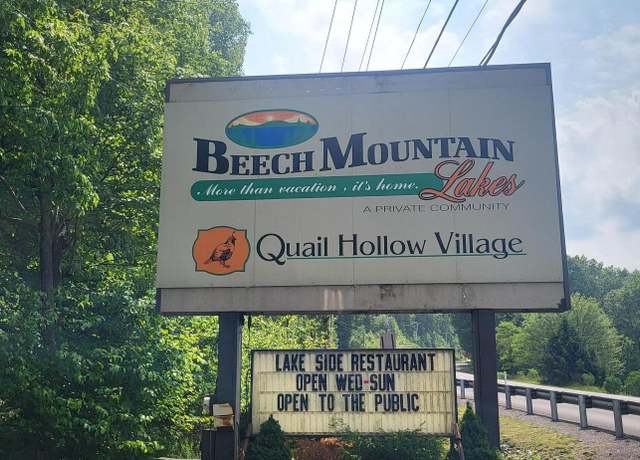 BEECH MOUNTAIN
Lakes
More than vacation, it's home.
A PRIVATE COMMUNITY
Quail Hollow Village
LAKE SIDE RESTAURANT
OPEN WED-SUN
OPEN TO THE PUBLIC